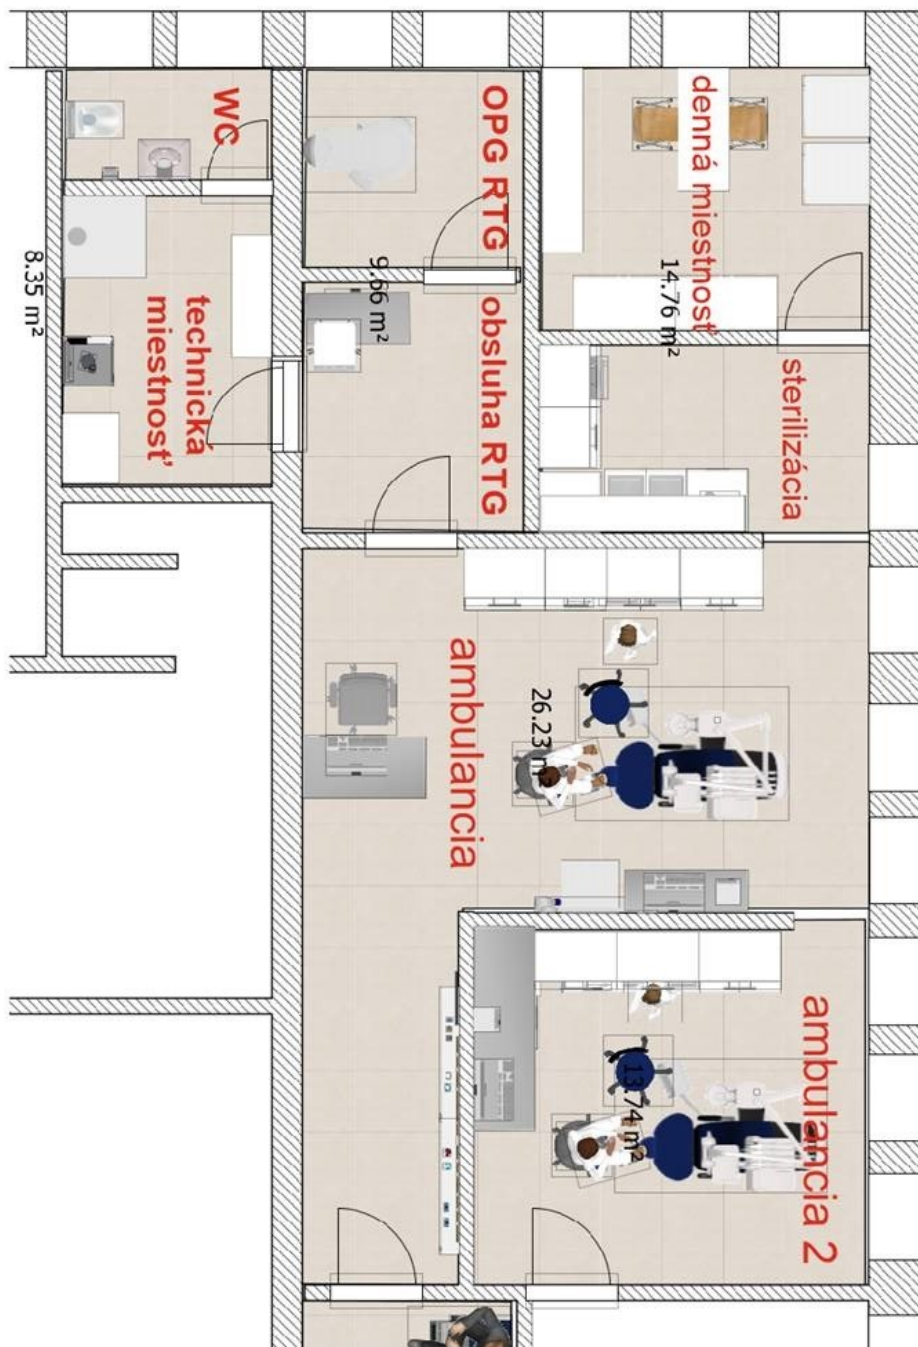 WC
OPG RTG
denná miestnosť
8.35 m²
9.66 m²
14.76 m²
technická
miestnosť
obsluha RTG
sterilizácia
ambulancia
26.23 m²
ambulancia 2
13.74 m²